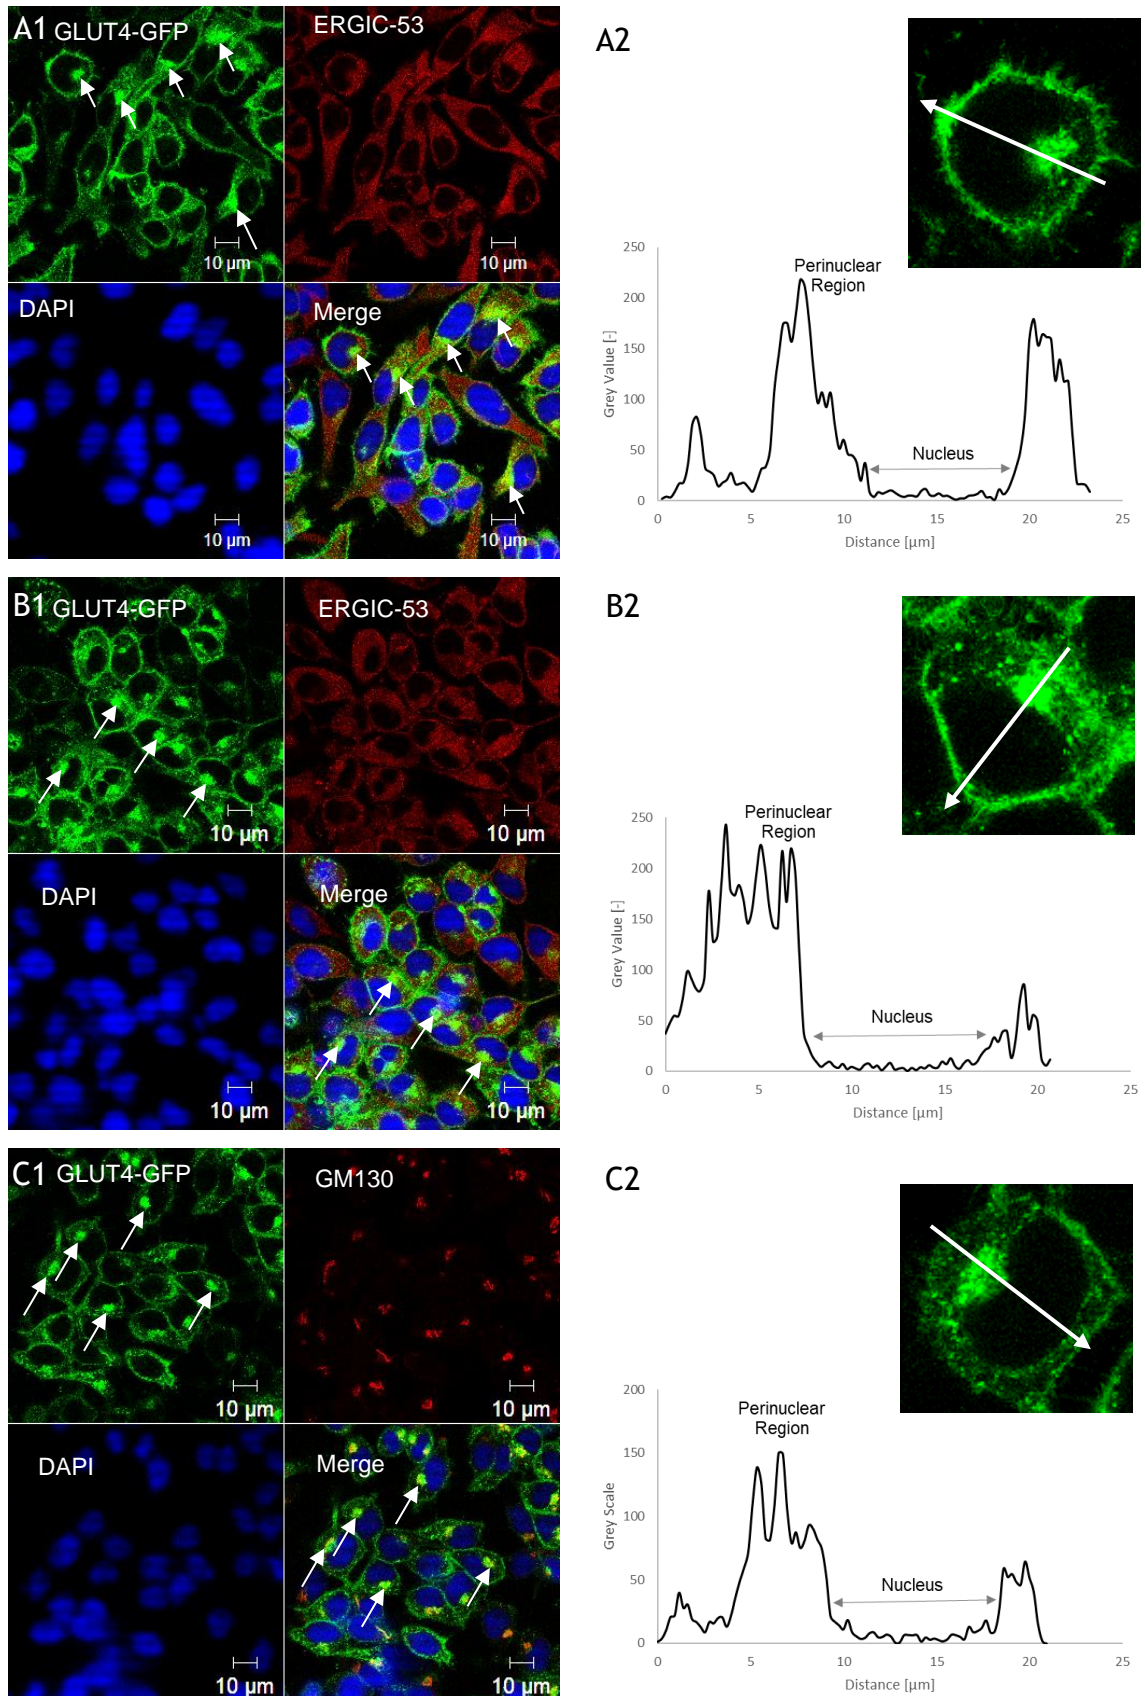 A1 GLUT4-GFP
ERGIC-53
10 µm
DAPI
Merge
10 µm
10 µm
A2
250
200
150
100
50
0
Grey Value [-]
Perinuclear
Region
Nucleus
0 5 10 15 20 25
Distance [µm]
B1 GLUT4-GFP
ERGIC-53
10 µm
10 µm
DAPI
Merge
10 µm
10 µm
B2
250
200
150
100
50
0
Grey Value [-]
Perinuclear
Region
Nucleus
0 5 10 15 20 25
Distance [µm]
C1 GLUT4-GFP
GM130
10 µm
10 µm
DAPI
Merge
10 µm
10 µm
C2
200
150
100
50
0
Grey Scale
Perinuclear
Region
Nucleus
0 5 10 15 20 25
Distance [µm]